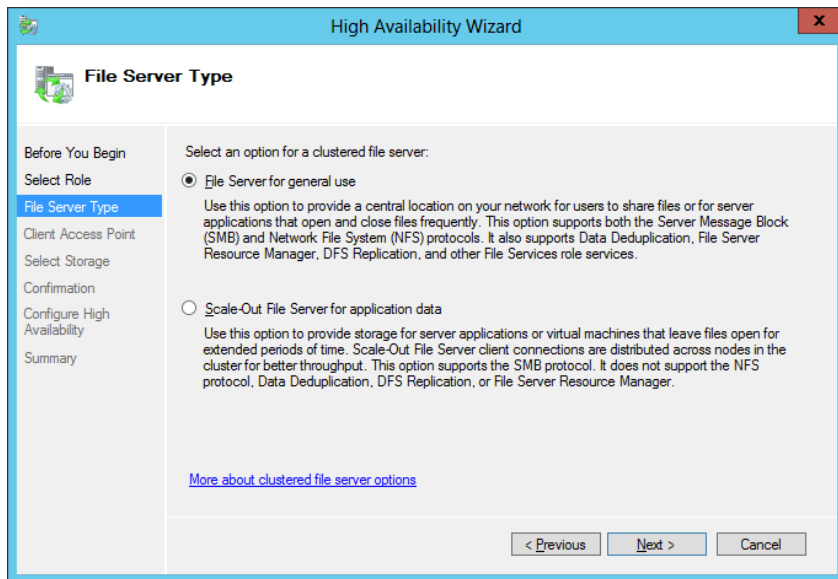 High Availability Wizard
x
File Server Type
Before You Begin
Select Role
File Server Type
Client Access Point
Select Storage
Confirmation
Configure High
Availability
Summary
Select an option for a clustered file server:
File Server for general use
Use this option to provide a central location on your network for users to share files or for server
applications that open and close files frequently. This option supports both the Server Message Block
(SMB) and Network File System (NFS) protocols. It also supports Data Deduplication, File Server
Resource Manager, DFS Replication, and other File Services role services.
Scale-Out File Server for application data
Use this option to provide storage for server applications or virtual machines that leave files open for
extended periods of time. Scale-Out File Server client connections are distributed across nodes in the
cluster for better throughput. This option supports the SMB protocol. It does not support the NFS
protocol, Data Deduplication, DFS Replication, or File Server Resource Manager.
More about clustered file server options
< Previous
Next >
Cancel